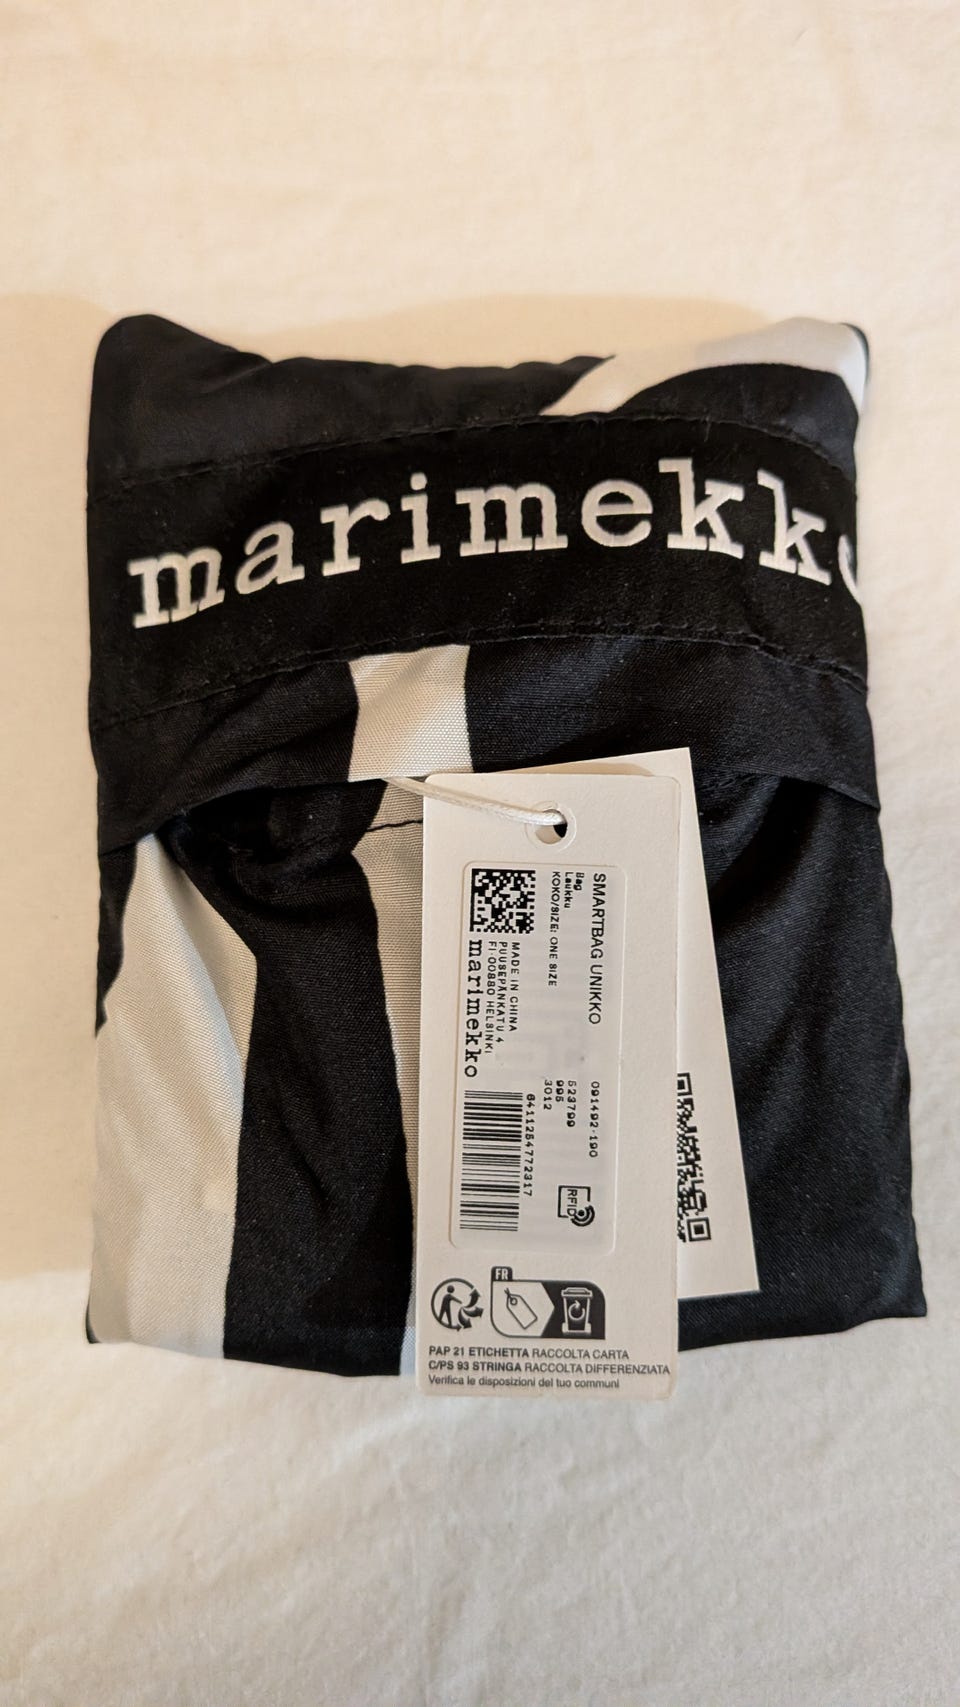 marimekko
SMARTBAG UNIKKO
Bag
Laukku
KOKO/SIZE: ONE SIZE
091492-190
523799
995
3012
RFID
MADE IN CHINA
PUUSEPÄNKATU 4
FI-00880 HELSINKI
marimekko
6411254772317
FR
PAP 21 ETICHETTA RACCOLTA CARTA
C/PS 93 STRINGA RACCOLTA DIFFERENZIATA
Verifica le disposizioni del tuo communi